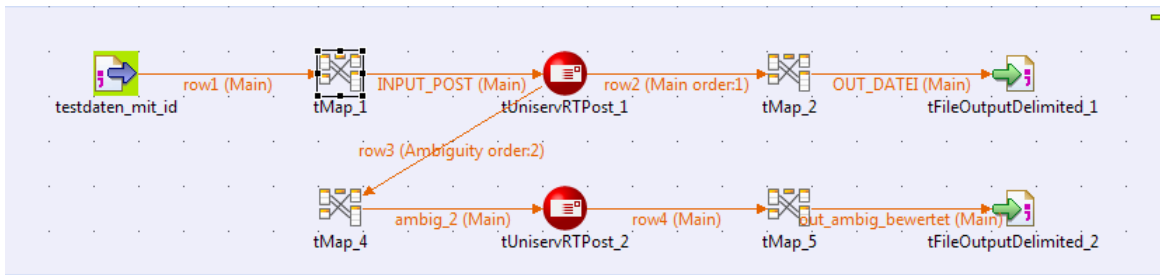 row1 (Main)
INPUT_POST (Main)
row2 (Main order:1)
OUT_DATEI (Main)
testdaten_mit_id
tMap_1
tUniservRTPost_1
tMap_2
tFileOutputDelimited_1
row3 (Ambiguity order:2)
ambig_2 (Main)
row4 (Main)
out_ambig_bewertet (Main)
tMap_4
tUniservRTPost_2
tMap_5
tFileOutputDelimited_2